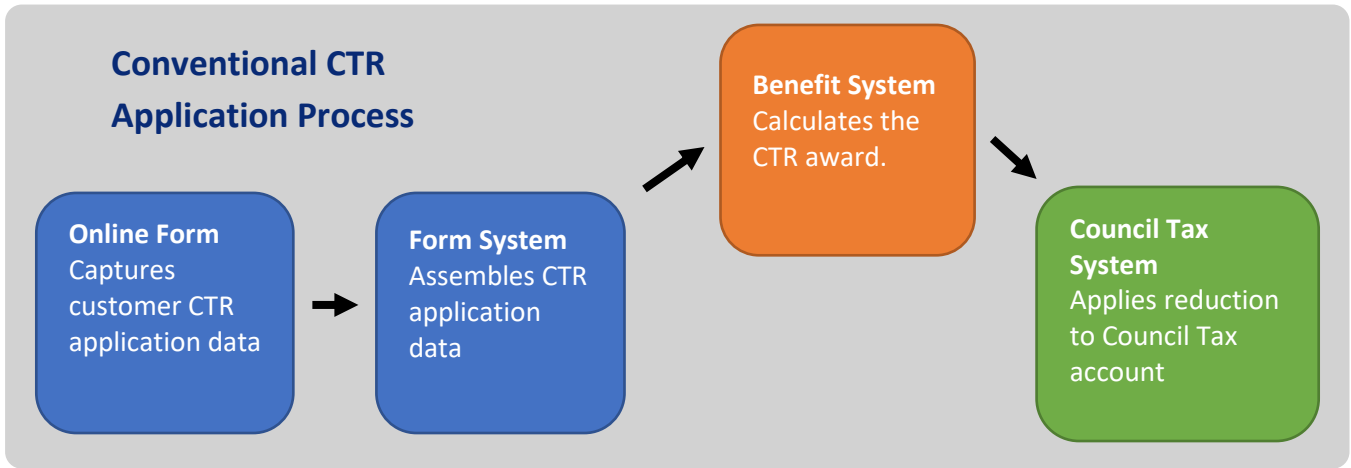 Conventional CTR
Application Process
Online Form
Captures
customer CTR
application data
Form System
Assembles CTR
application
data
Benefit System
Calculates the
CTR award.
Council Tax
System
Applies reduction
to Council Tax
account